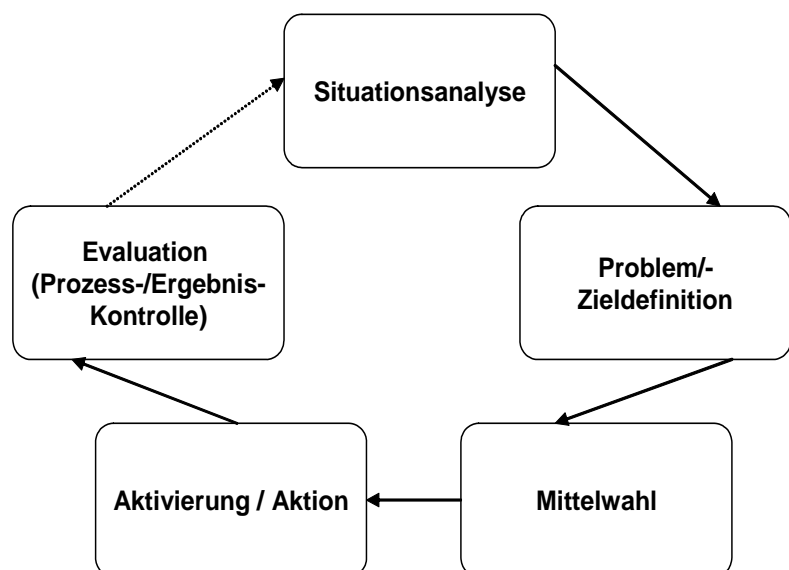 Situationsanalyse
Problem/-
Zieldefinition
Mittelwahl
Aktivierung / Aktion
Evaluation
(Prozess-/Ergebnis-
Kontrolle)